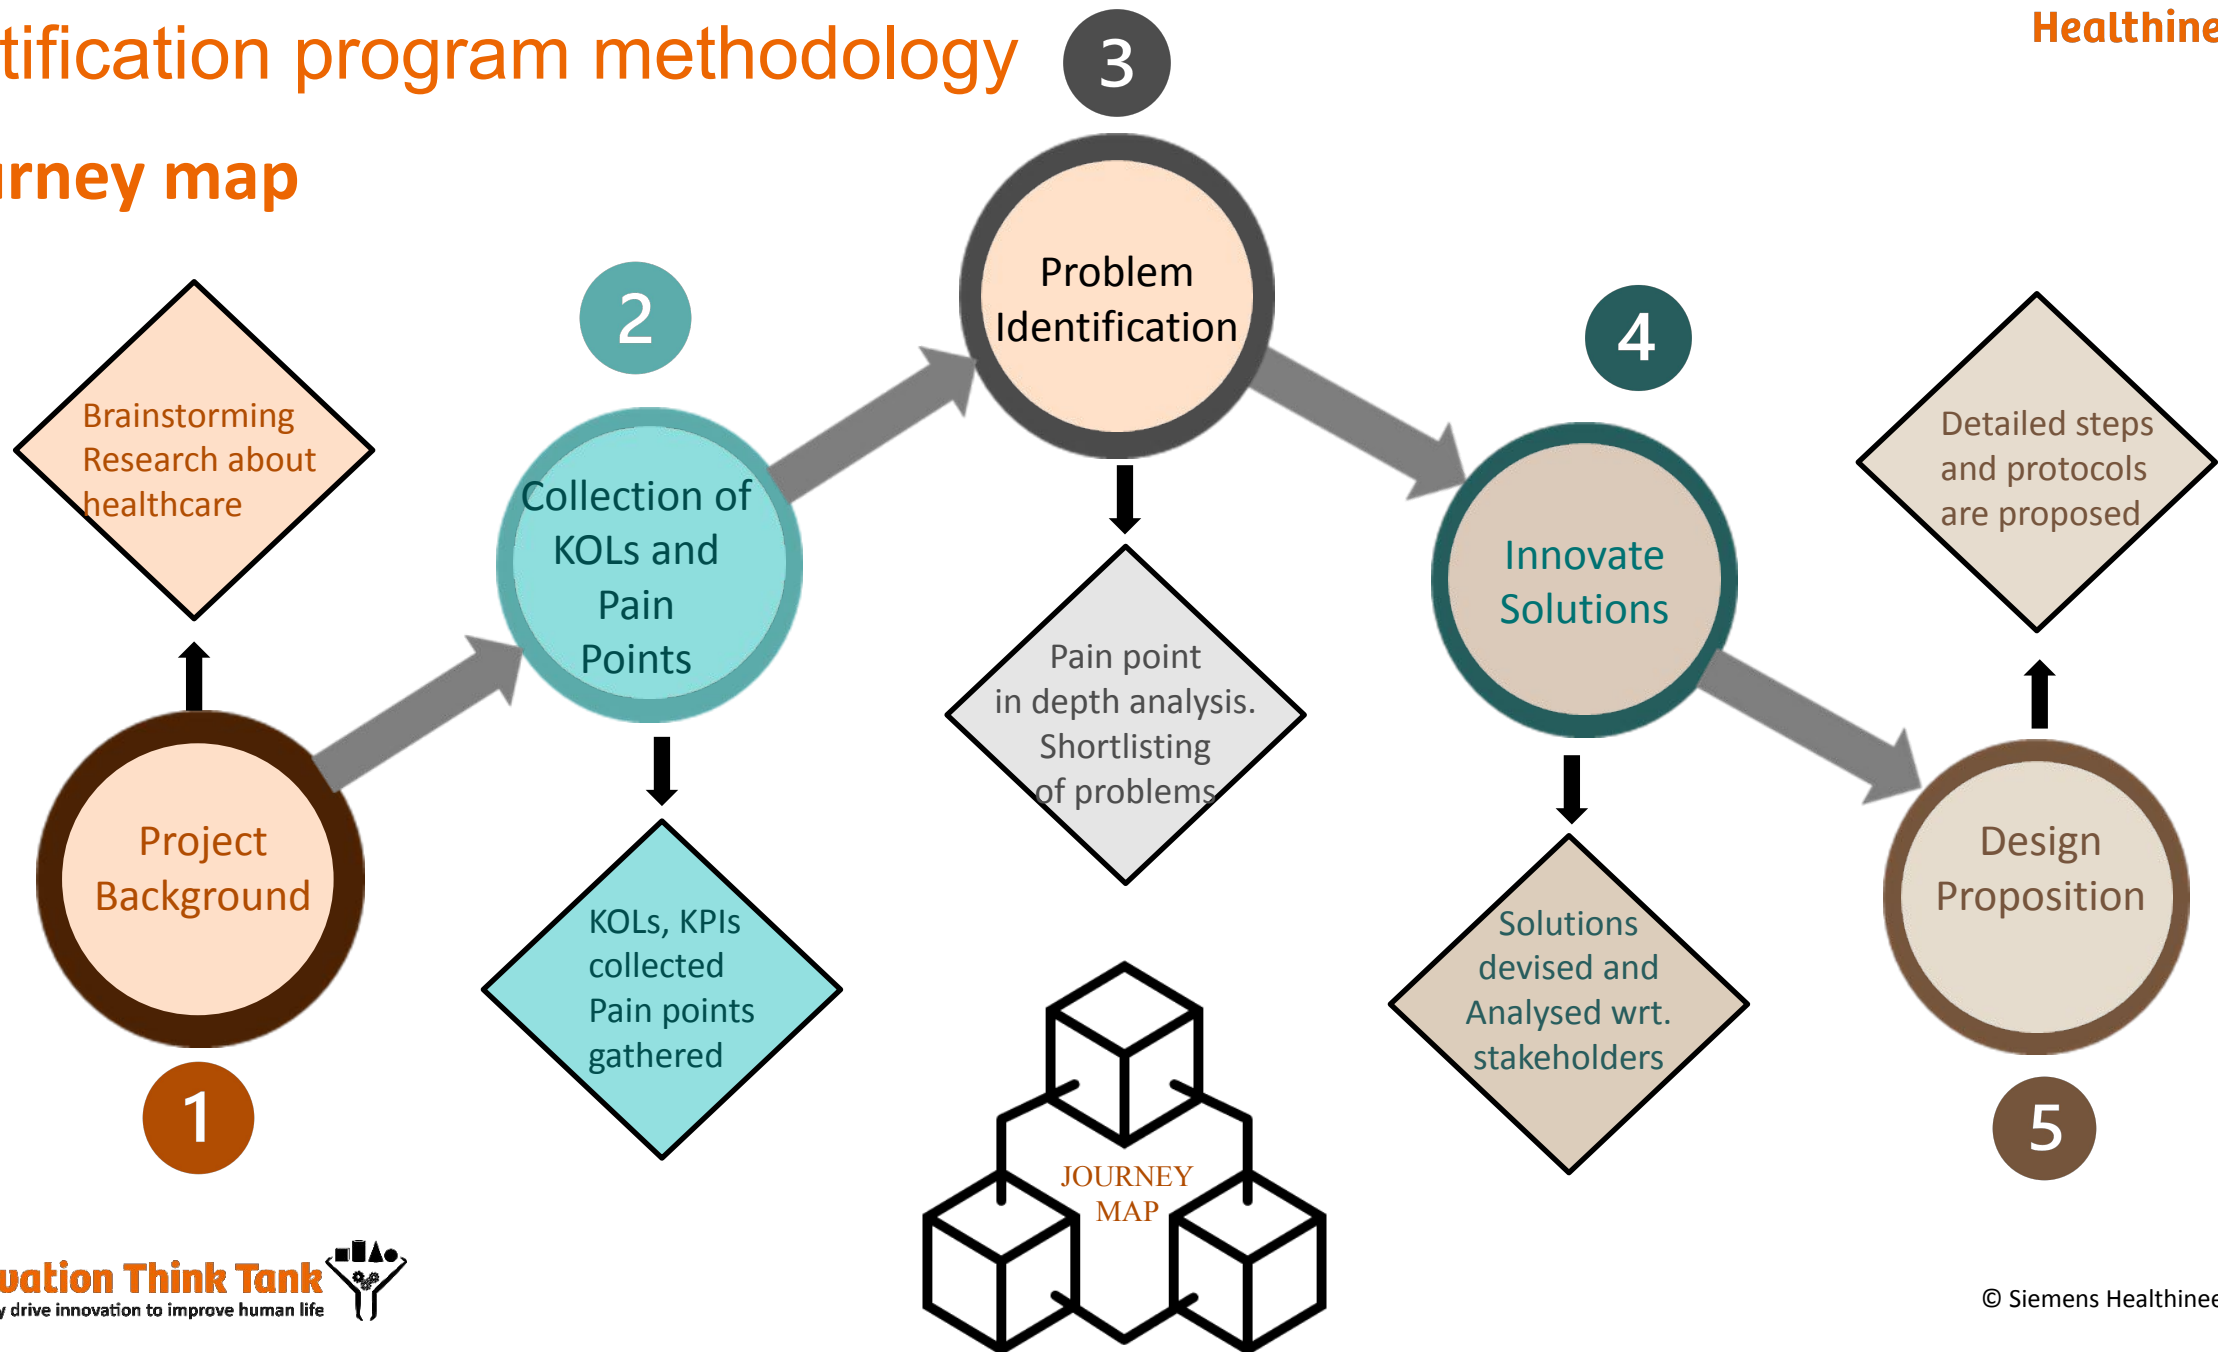 tification program methodology
Healthine
urney map
3
Problem
Identification
2
4
Brainstorming
Research about
healthcare
Collection of
KOLs and
Pain
Points
Detailed steps
and protocols
are proposed
Innovate
Solutions
Pain point
in depth analysis.
Shortlisting
of problems
Project
Background
Design
Proposition
KOLs, KPIs
collected
Pain points
gathered
Solutions
devised and
Analysed wrt.
stakeholders
1
5
JOURNEY
MAP
vation Think Tank
y drive innovation to improve human life
© Siemens Healthinee